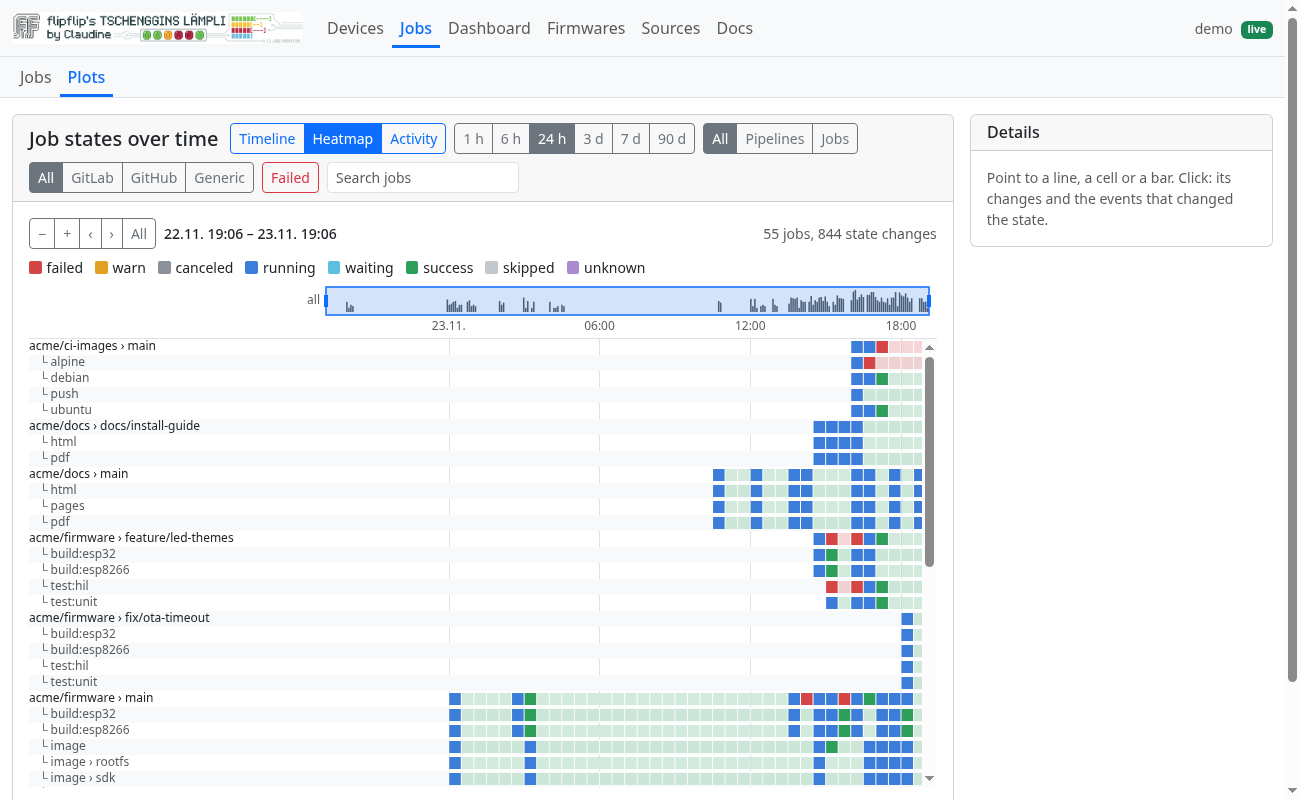 flipflip's TSCHENGGINS LÄMPLI
by Claudine
Devices Jobs Dashboard Firmwares Sources Docs
demo live
Jobs Plots
Job states over time Timeline Heatmap Activity 1 h 6 h 24 h 3 d 7 d 90 d All Pipelines Jobs
All GitLab GitHub Generic Failed Search jobs
Details
Point to a line, a cell or a bar. Click: its
changes and the events that changed
the state.
− + ‹ › All 22.11. 19:06 – 23.11. 19:06 55 jobs, 844 state changes
failed warn canceled running waiting success skipped unknown
all
23.11. 06:00 12:00 18:00
acme/ci-images › main
└ alpine
└ debian
└ push
└ ubuntu
acme/docs › docs/install-guide
└ html
└ pdf
acme/docs › main
└ html
└ pages
└ pdf
acme/firmware › feature/led-themes
└ build:esp32
└ build:esp8266
└ test:hil
└ test:unit
acme/firmware › fix/ota-timeout
└ build:esp32
└ build:esp8266
└ test:hil
└ test:unit
acme/firmware › main
└ build:esp32
└ build:esp8266
└ image
└ image › rootfs
└ image › sdk